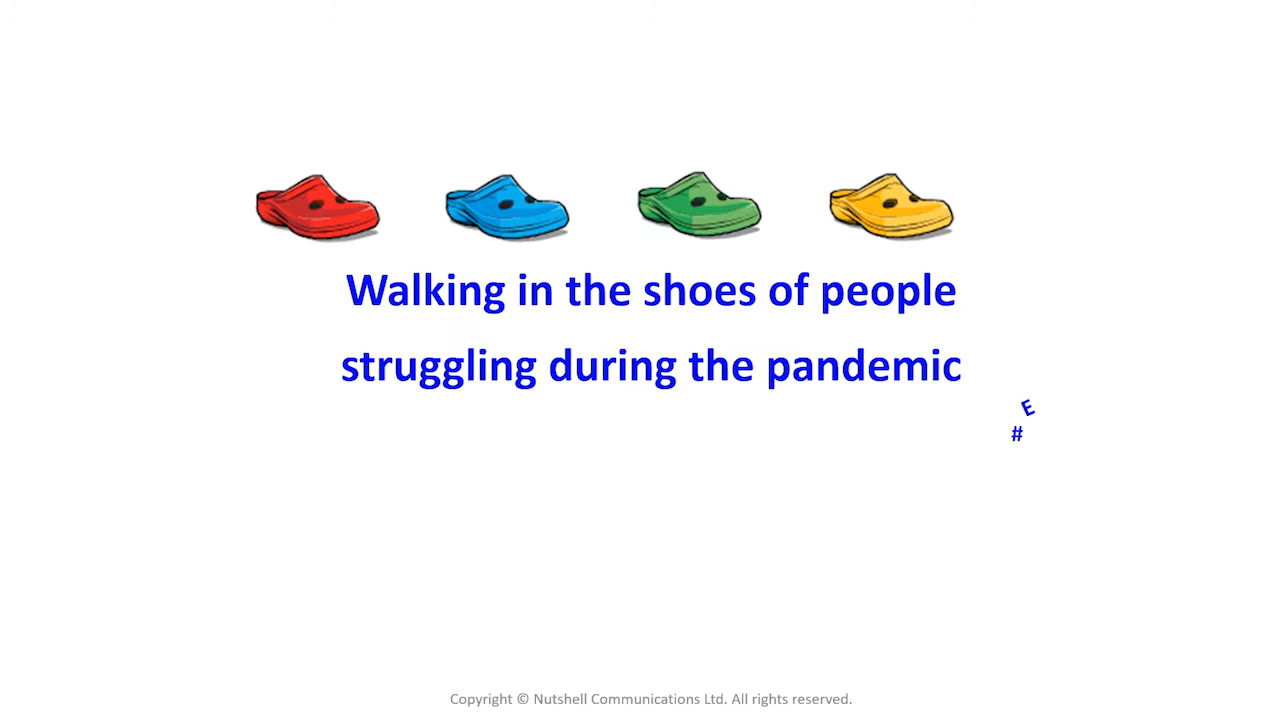 Walking in the shoes of people
struggling during the pandemic
E
#
Copyright © Nutshell Communications Ltd. All rights reserved.